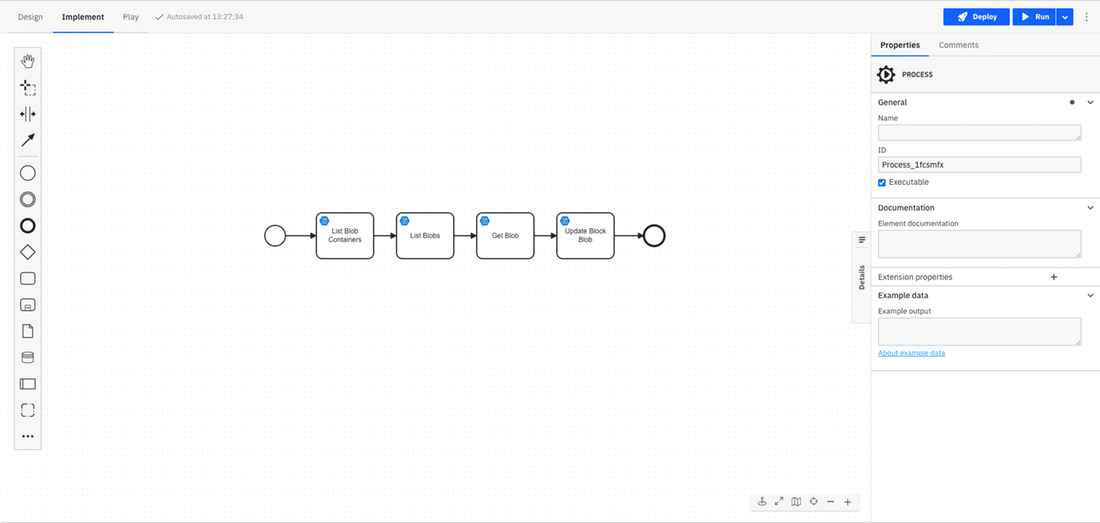 Design Implement Play Autosaved at 13:27:34 Deploy Run
Properties Comments
PROCESS
General
Name
ID
Process_1fcsmfx
Executable
Documentation
Element documentation
Extension properties
Example data
Example output
About example data
List Blob
Containers
List Blobs
Get Blob
Update Block
Blob
Details